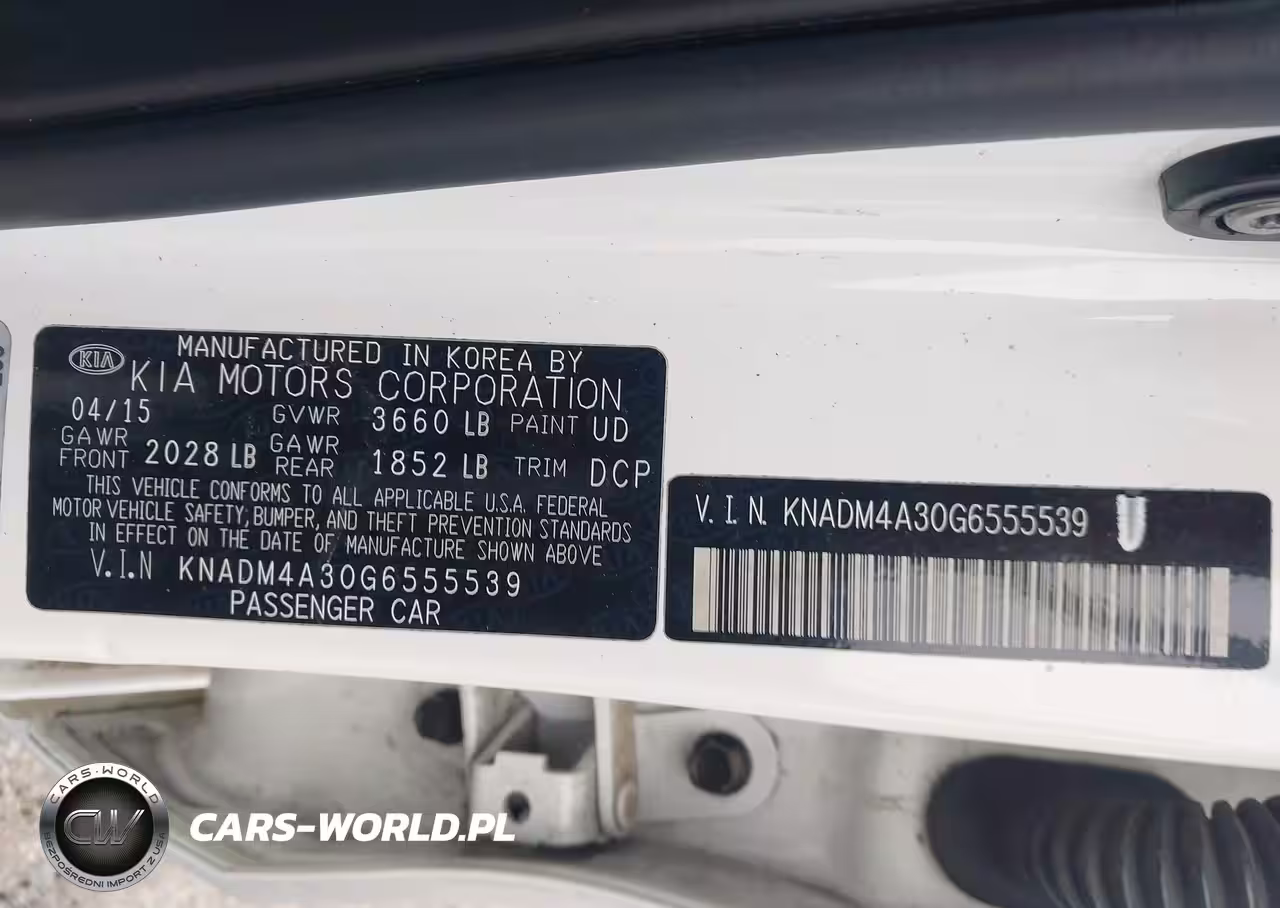 KIA
MANUFACTURED IN KOREA BY
KIA MOTORS CORPORATION
04/15 GVWR 3660 LB PAINT UD
GAWR FRONT 2028 LB GAWR REAR 1852 LB TRIM DCP
THIS VEHICLE CONFORMS TO ALL APPLICABLE U.S.A. FEDERAL
MOTOR VEHICLE SAFETY, BUMPER, AND THEFT PREVENTION STANDARDS
IN EFFECT ON THE DATE OF MANUFACTURE SHOWN ABOVE
V.I.N KNADM4A30G6555539
PASSENGER CAR
V.I.N. KNADM4A30G6555539
CARS-WORLD
CW
BEZPOŚREDNI IMPORT Z USA
CARS-WORLD.PL